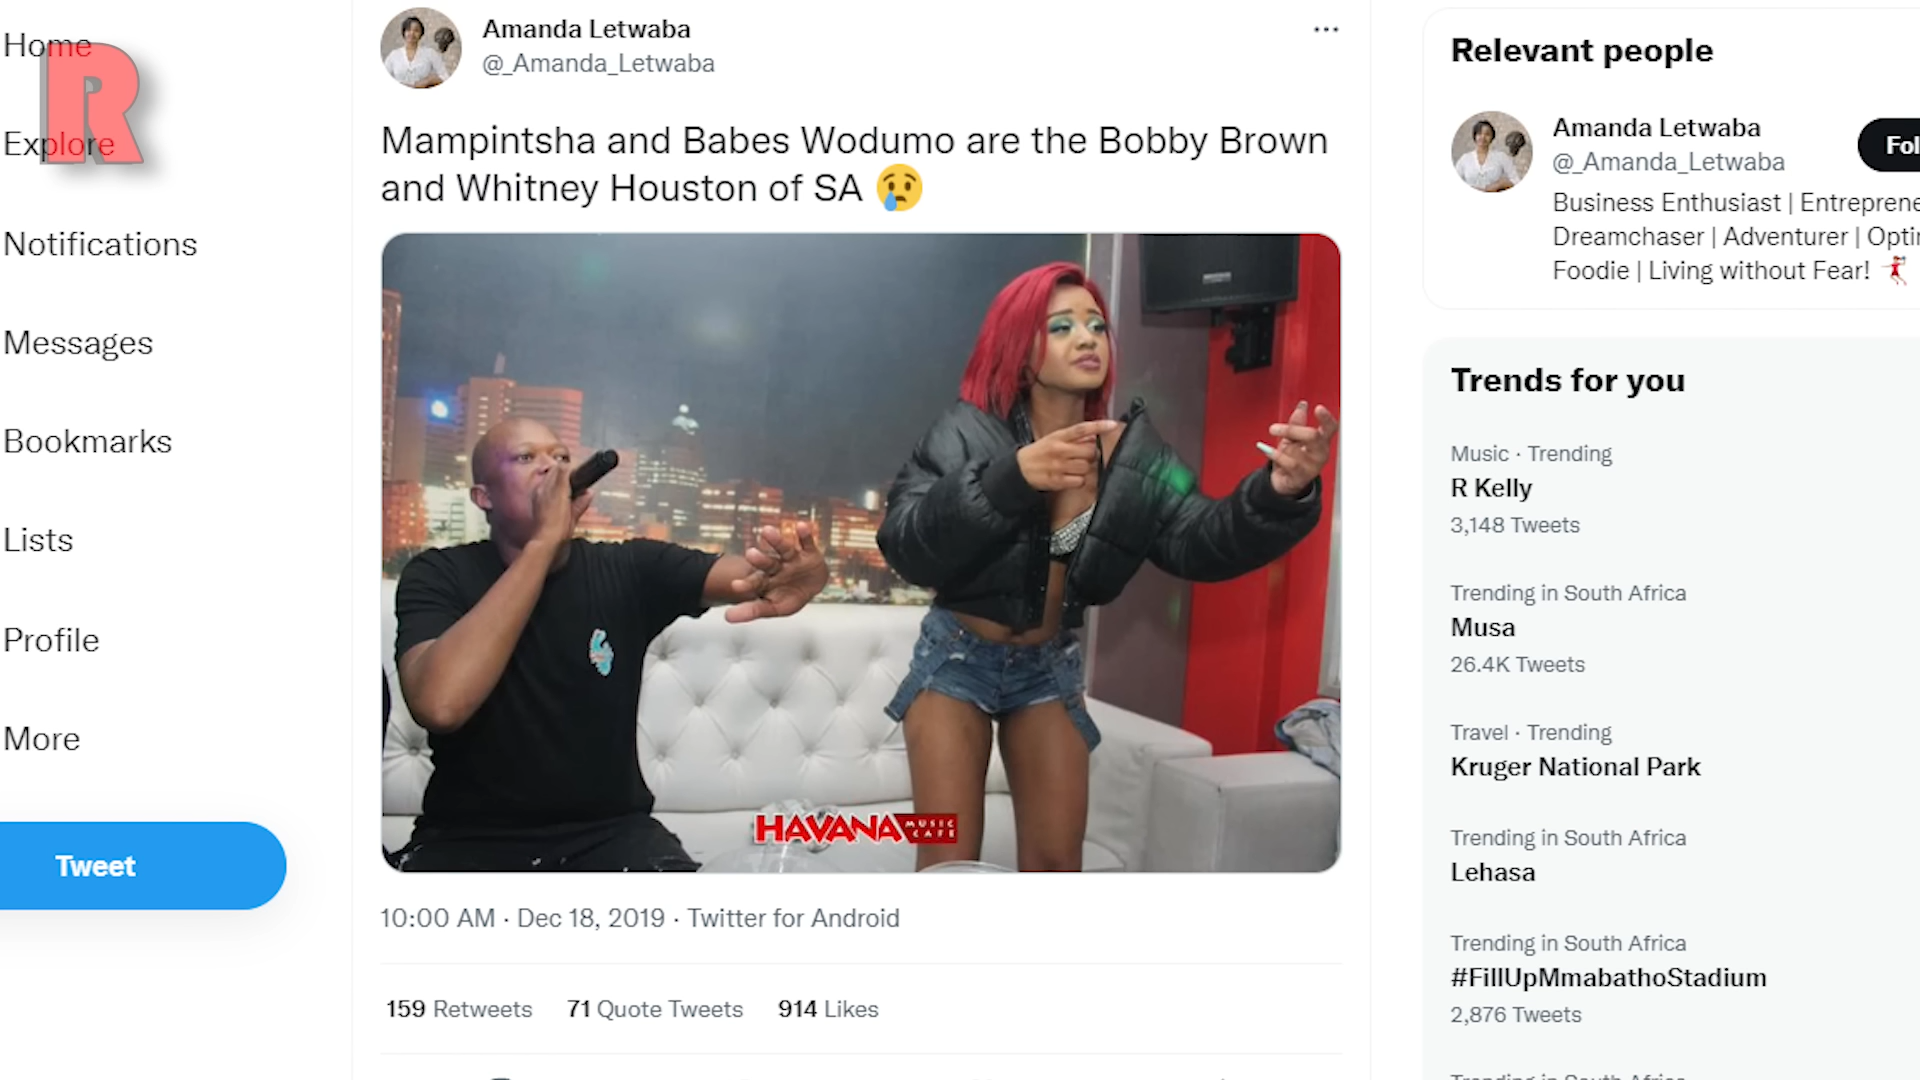 Home
R
Explore
Notifications
Messages
Bookmarks
Lists
Profile
More
Tweet
Amanda Letwaba
@_Amanda_Letwaba
Mampintsha and Babes Wodumo are the Bobby Brown
and Whitney Houston of SA 😢
HAVANA MUSIC CAFE
10:00 AM · Dec 18, 2019 · Twitter for Android
159 Retweets 71 Quote Tweets 914 Likes
Relevant people
Amanda Letwaba
@_Amanda_Letwaba
Fol
Business Enthusiast | Entreprene
Dreamchaser | Adventurer | Opti
Foodie | Living without Fear! 💃
Trends for you
Music · Trending
R Kelly
3,148 Tweets
Trending in South Africa
Musa
26.4K Tweets
Travel · Trending
Kruger National Park
Trending in South Africa
Lehasa
Trending in South Africa
#FillUpMmabathoStadium
2,876 Tweets